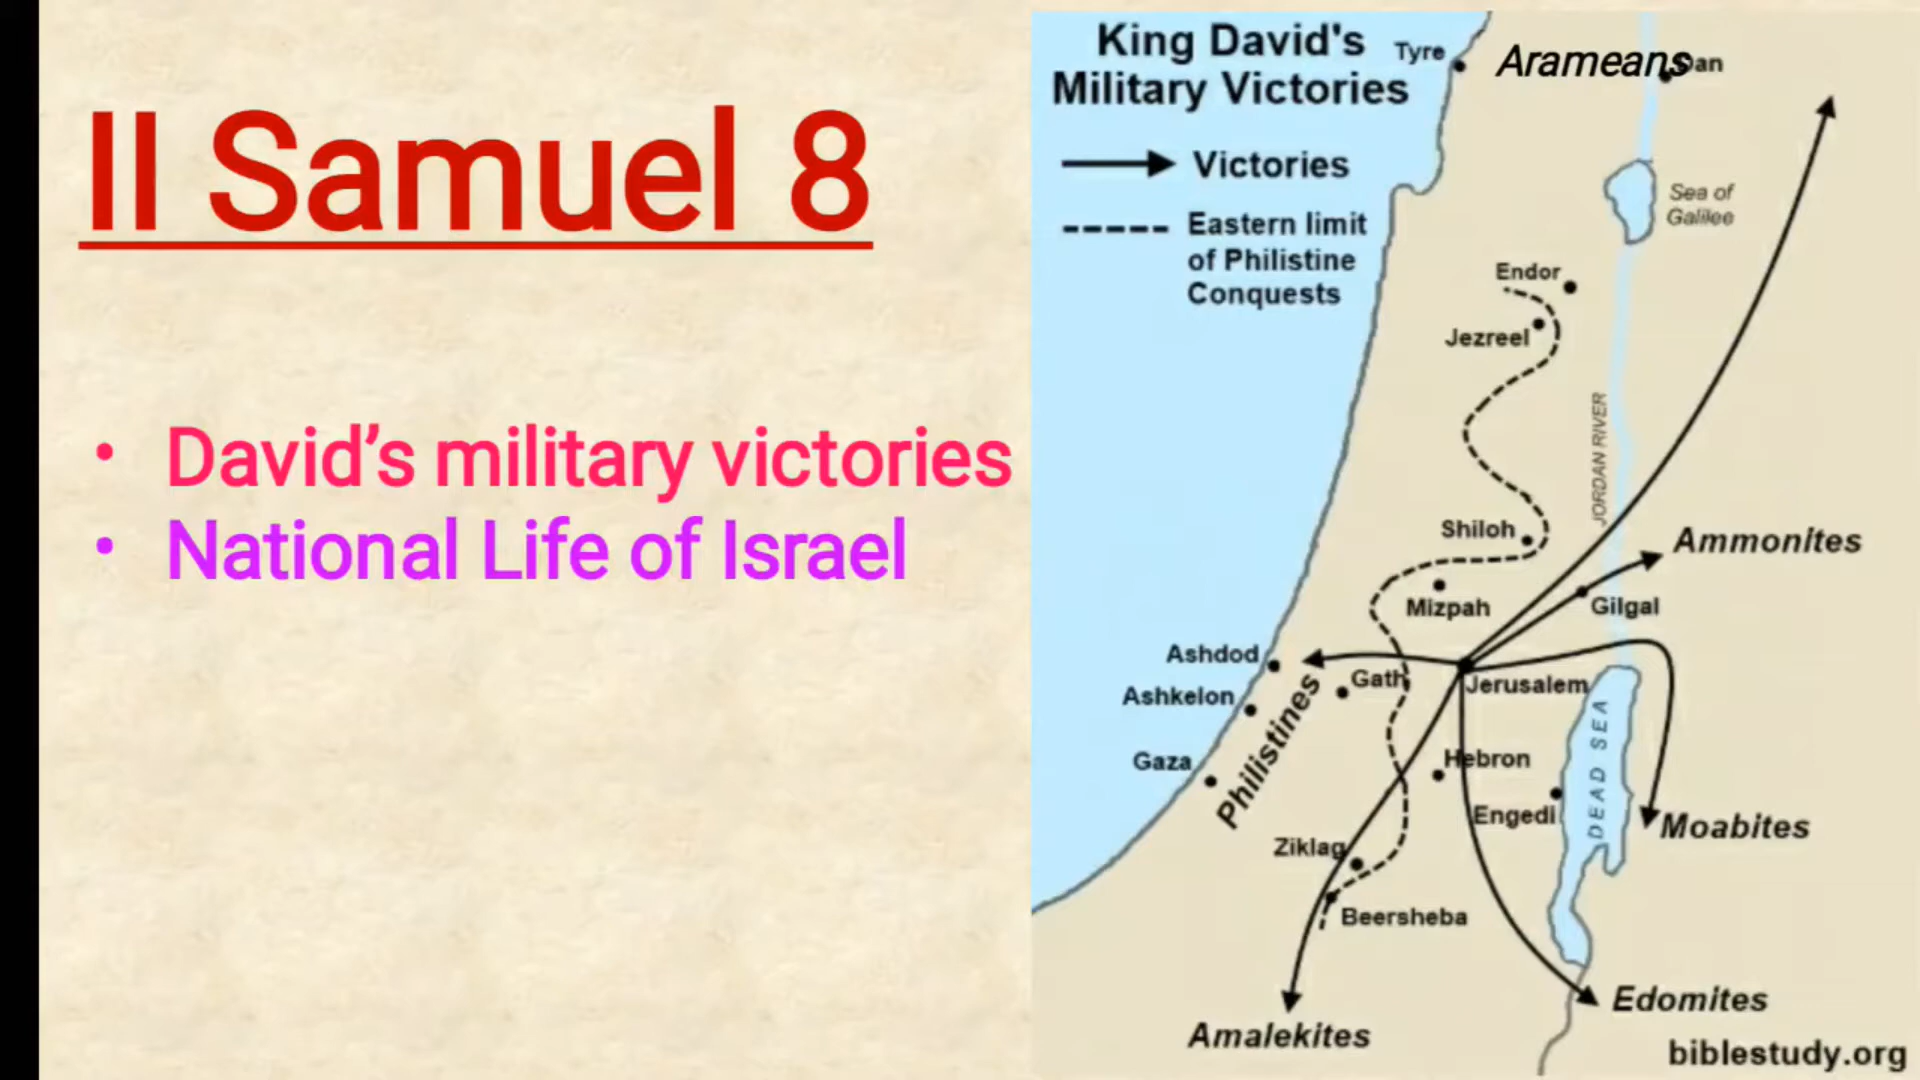 II Samuel 8
• David’s military victories
• National Life of Israel
King David's
Military Victories
Victories
Eastern limit
of Philistine
Conquests
Tyre
Arameans
Dan
Sea of
Galilee
Endor
Jezreel
JORDAN RIVER
Shiloh
Ammonites
Mizpah
Gilgal
Ashdod
Gath
Jerusalem
Ashkelon
Philistines
DEAD SEA
Gaza
Hebron
Engedi
Moabites
Ziklag
Beersheba
Edomites
Amalekites
biblestudy.org